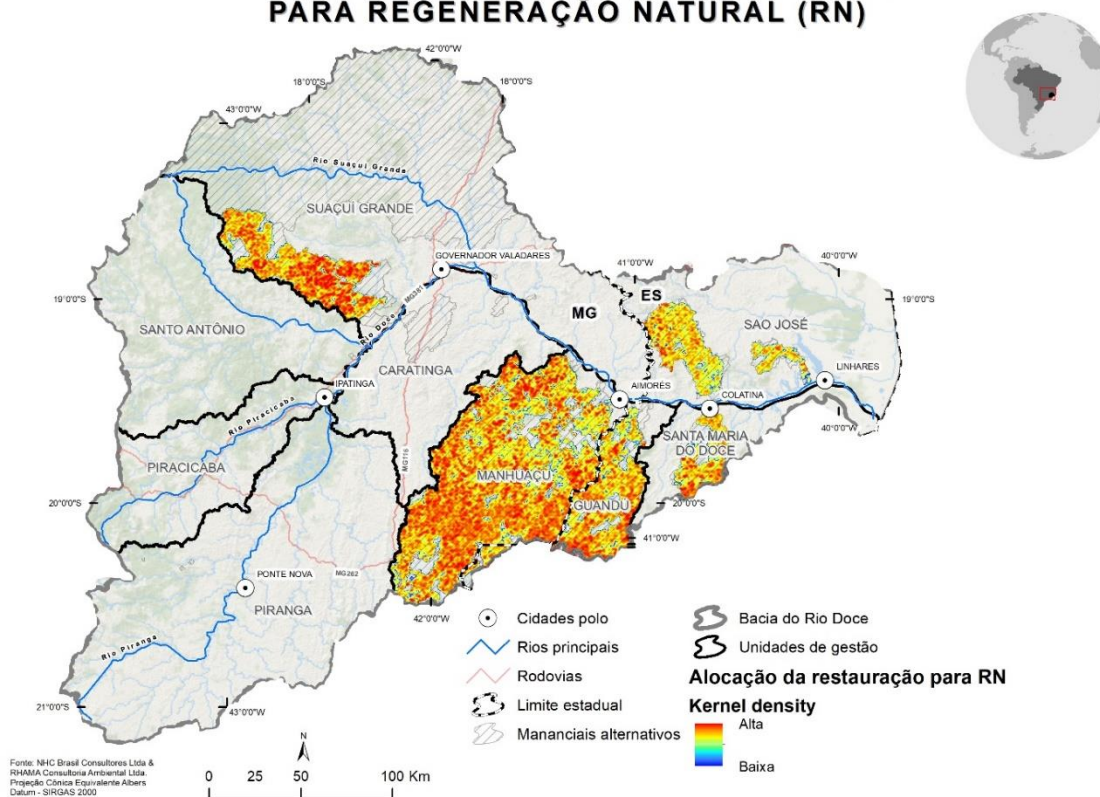 PARA REGENERAÇÃO NATURAL (RN)
42°0'0"W
18°0'0"S
18°0'0"S
43°0'0"W
Rio Suaçuí Grande
SUAÇUÍ GRANDE
GOVERNADOR VALADARES
41°0'0"W
40°0'0"W
19°0'0"S
19°0'0"S
MG
ES
SAO JOSÉ
MG381
Rio Doce
SANTO ANTÔNIO
CARATINGA
LINHARES
IPATINGA
AIMORÉS
COLATINA
40°0'0"W
Rio Piracicaba
SANTA MARIA
DO DOCE
PIRACICABA
MG116
MANHUAÇU
GUANDU
20°0'0"S
20°0'0"S
41°0'0"W
PONTE NOVA
MG262
PIRANGA
42°0'0"W
Rio Piranga
21°0'0"S
43°0'0"W
Cidades polo
Rios principais
Rodovias
Limite estadual
Mananciais alternativos
Bacia do Rio Doce
Unidades de gestão
Alocação da restauração para RN
Kernel density
Alta
Baixa
N
0 25 50 100 Km
Fonte: NHC Brasil Consultores Ltda &
RHAMA Consultoria Ambiental Ltda.
Projeção Cônica Equivalente Albers
Datum - SIRGAS 2000